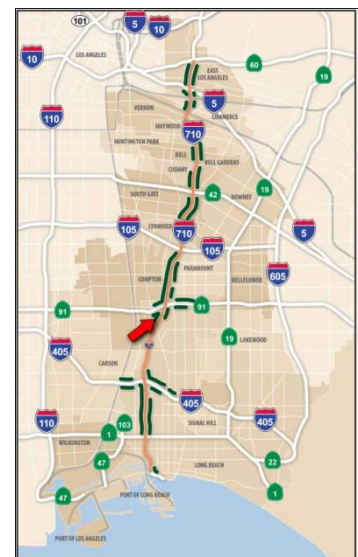 101
5
10
5
10
10
LOS ANGELES
EAST
LOS ANGELES
60
19
110
VERNON
5
COMMERCE
MAYWOOD
HUNTINGTON PARK
710
BELL
BELL GARDENS
CUDAHY
SOUTH GATE
42
DOWNEY
19
105
LYNWOOD
710
105
5
COMPTON
PARAMOUNT
BELLFLOWER
605
91
91
405
19
LAKEWOOD
CARSON
110
103
1
405
SIGNAL HILL
405
WILMINGTON
47
22
LONG BEACH
1
PORT OF LONG BEACH
47
PORT OF LOS ANGELES